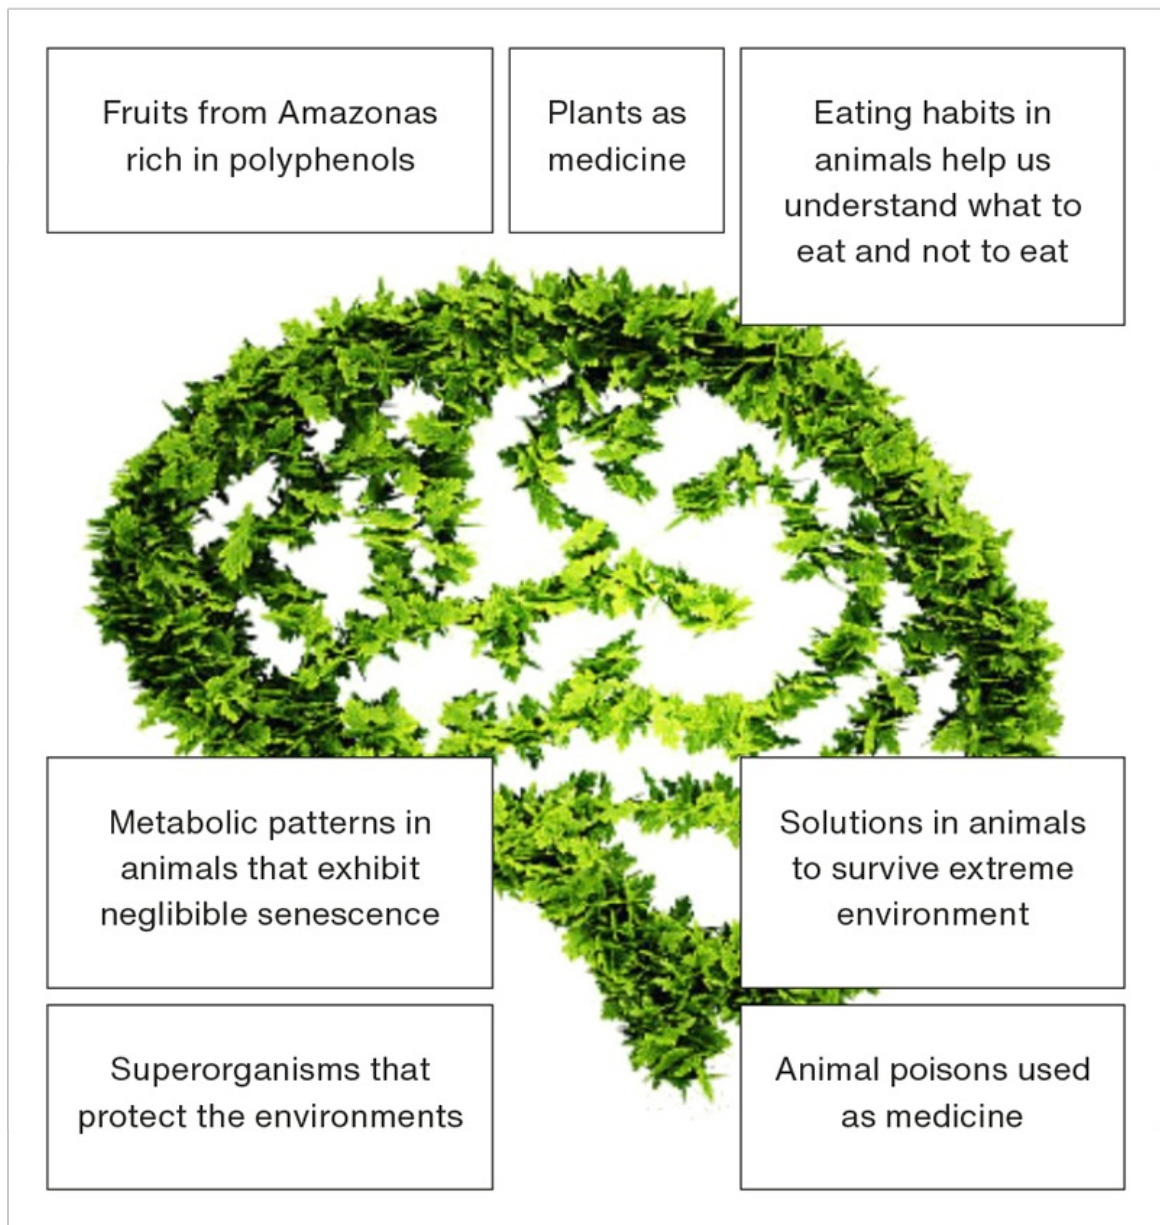 Fruits from Amazonas
rich in polyphenols
Plants as
medicine
Eating habits in
animals help us
understand what to
eat and not to eat
Metabolic patterns in
animals that exhibit
neglibible senescence
Solutions in animals
to survive extreme
environment
Superorganisms that
protect the environments
Animal poisons used
as medicine